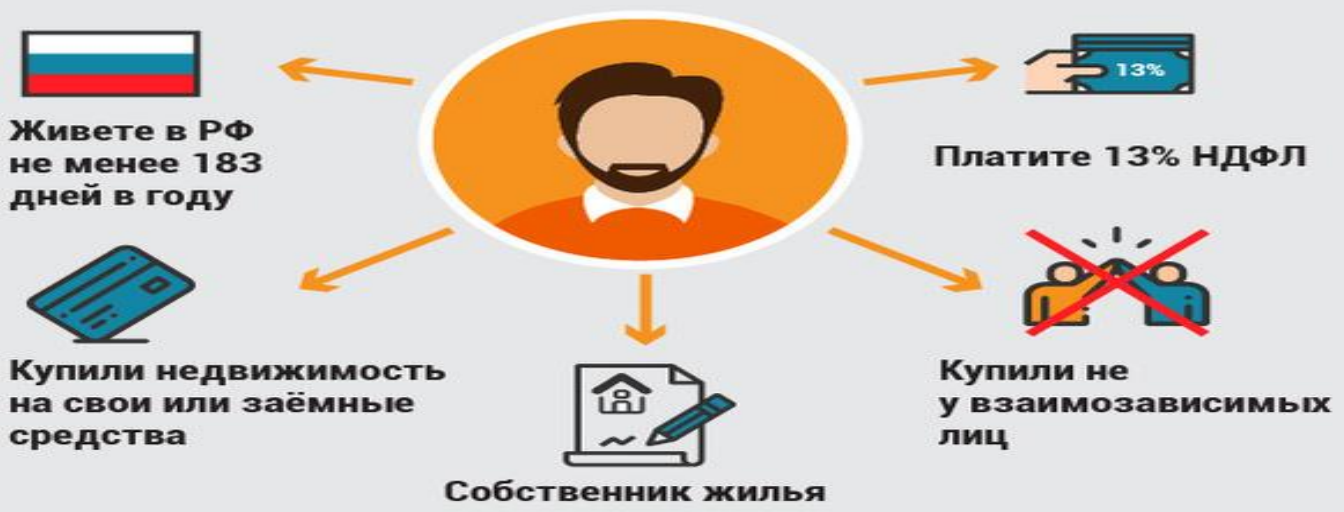 Живете в РФ
не менее 183
дней в году
13%
Платите 13% НДФЛ
Купили недвижимость
на свои или заёмные
средства
Собственник жилья
Купили не
у взаимозависимых
лиц